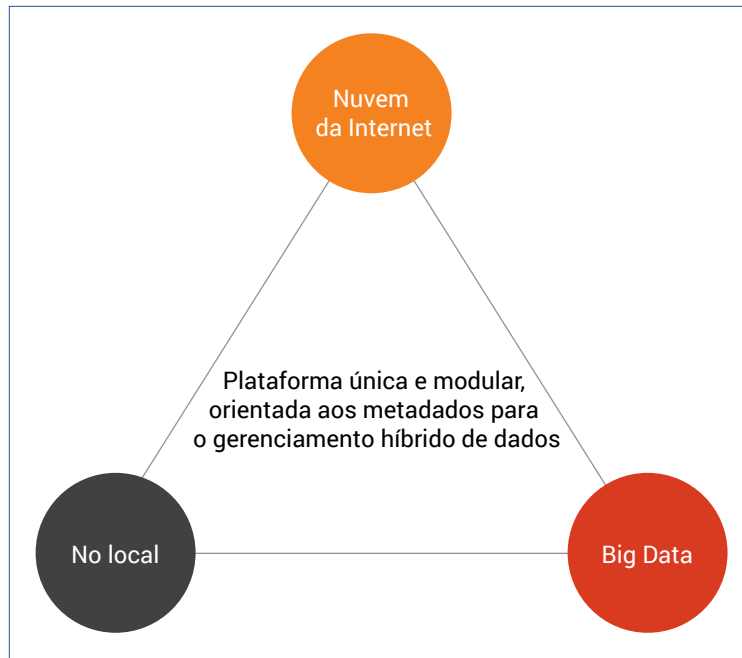 Nuvem
da Internet
Plataforma única e modular,
orientada aos metadados para
o gerenciamento híbrido de dados
No local
Big Data